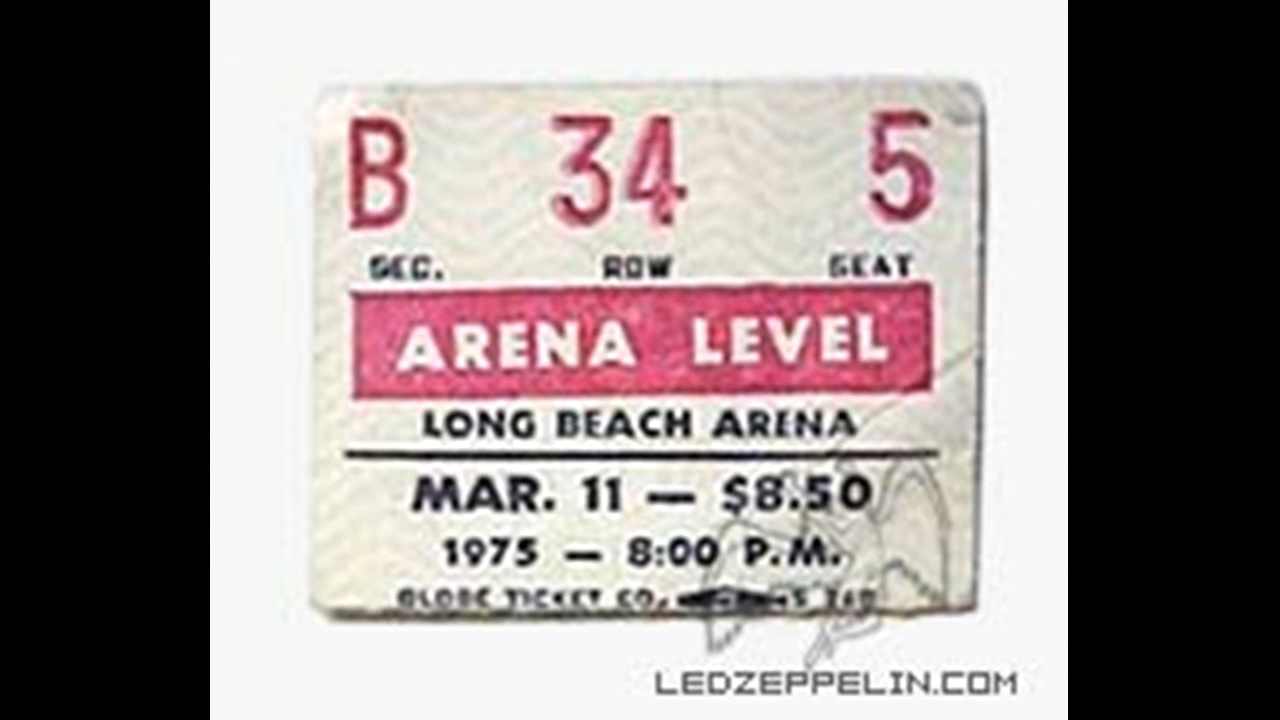 B 34 5
SEC. ROW SEAT
ARENA LEVEL
LONG BEACH ARENA
MAR. 11 — $8.50
1975 — 8:00 P.M.
GLOBE TICKET CO.
LEDZEPPELIN.COM